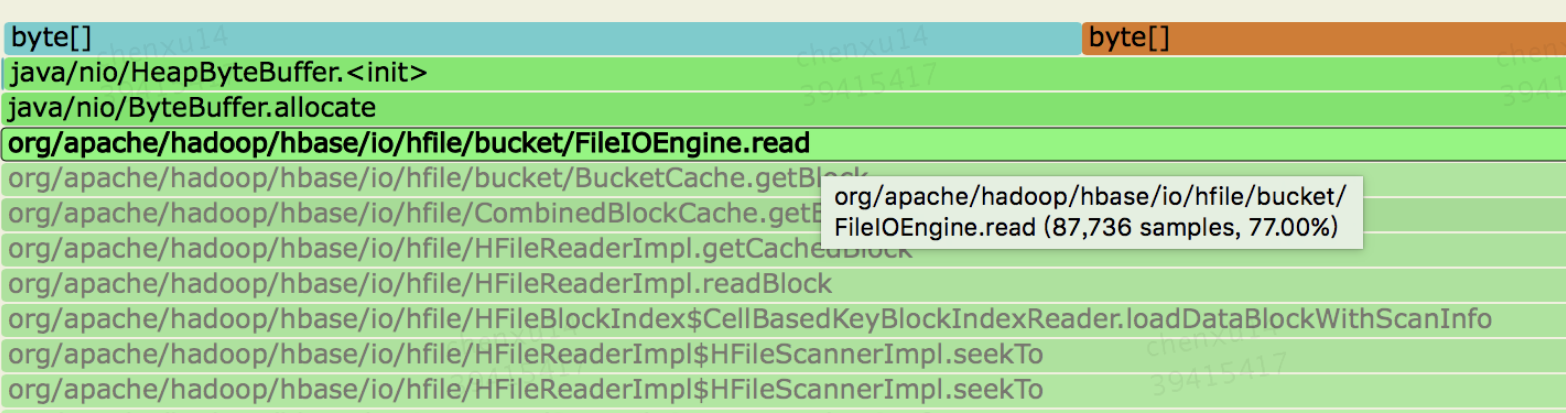 byte[] byte[]
java/nio/HeapByteBuffer.<init>
java/nio/ByteBuffer.allocate
org/apache/hadoop/hbase/io/hfile/bucket/FileIOEngine.read
org/apache/hadoop/hbase/io/hfile/bucket/BucketCache.getBlock
org/apache/hadoop/hbase/io/hfile/CombinedBlockCache.getB
org/apache/hadoop/hbase/io/hfile/bucket/
FileIOEngine.read (87,736 samples, 77.00%)
org/apache/hadoop/hbase/io/hfile/HFileReaderImpl.getCachedBlock
org/apache/hadoop/hbase/io/hfile/HFileReaderImpl.readBlock
org/apache/hadoop/hbase/io/hfile/HFileBlockIndex$CellBasedKeyBlockIndexReader.loadDataBlockWithScanInfo
org/apache/hadoop/hbase/io/hfile/HFileReaderImpl$HFileScannerImpl.seekTo
org/apache/hadoop/hbase/io/hfile/HFileReaderImpl$HFileScannerImpl.seekTo
chenxu14
39415417